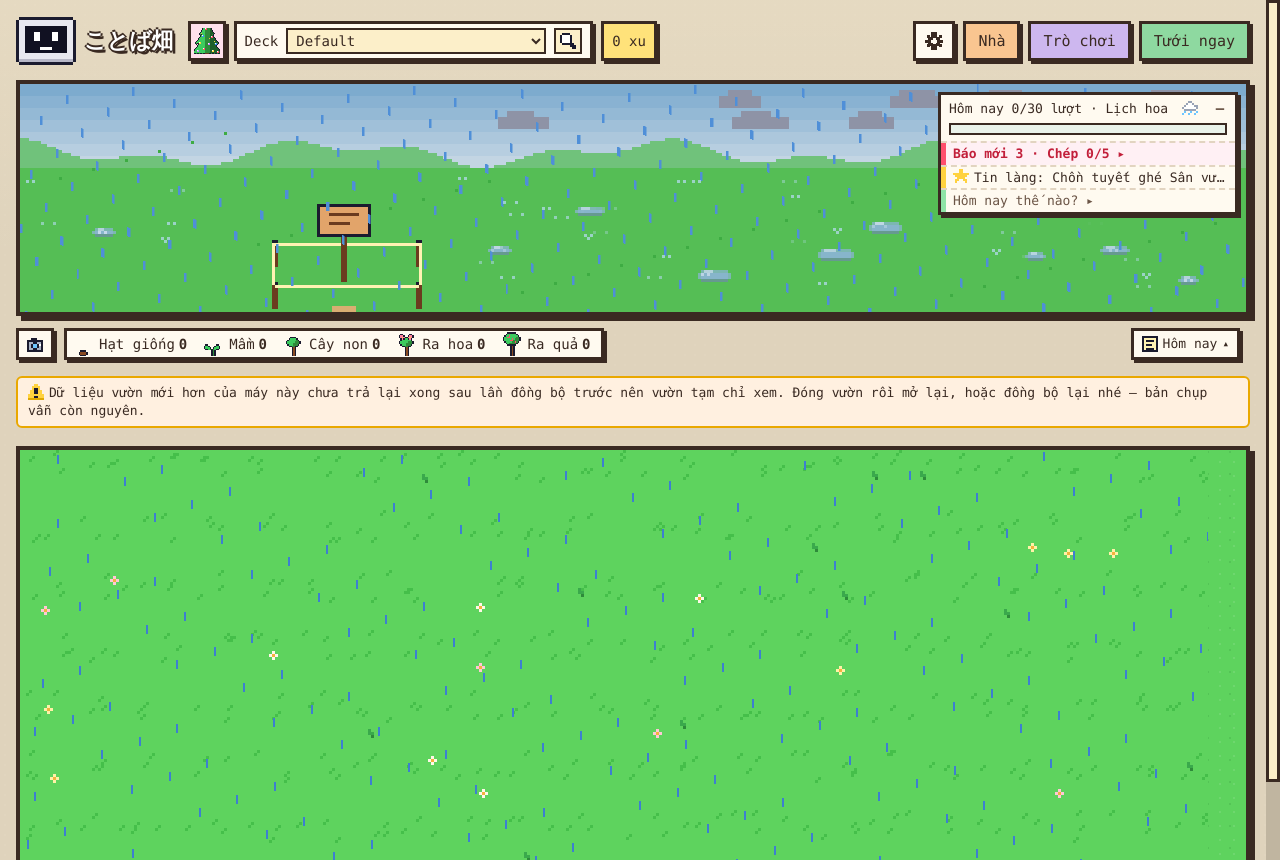 ことば畑
Deck Default
0 xu
Nhà
Trò chơi
Tưới ngay
Hôm nay 0/30 lượt · Lịch hoa –
Báo mới 3 · Chép 0/5 ▸
Tin làng: Chồn tuyết ghé Sân vư…
Hôm nay thế nào? ▸
Hạt giống 0 Mầm 0 Cây non 0 Ra hoa 0 Ra quả 0
Hôm nay ▴
Dữ liệu vườn mới hơn của máy này chưa trả lại xong sau lần đồng bộ trước nên vườn tạm chỉ xem. Đóng vườn rồi mở lại, hoặc đồng bộ lại nhé — bản chụp
vẫn còn nguyên.